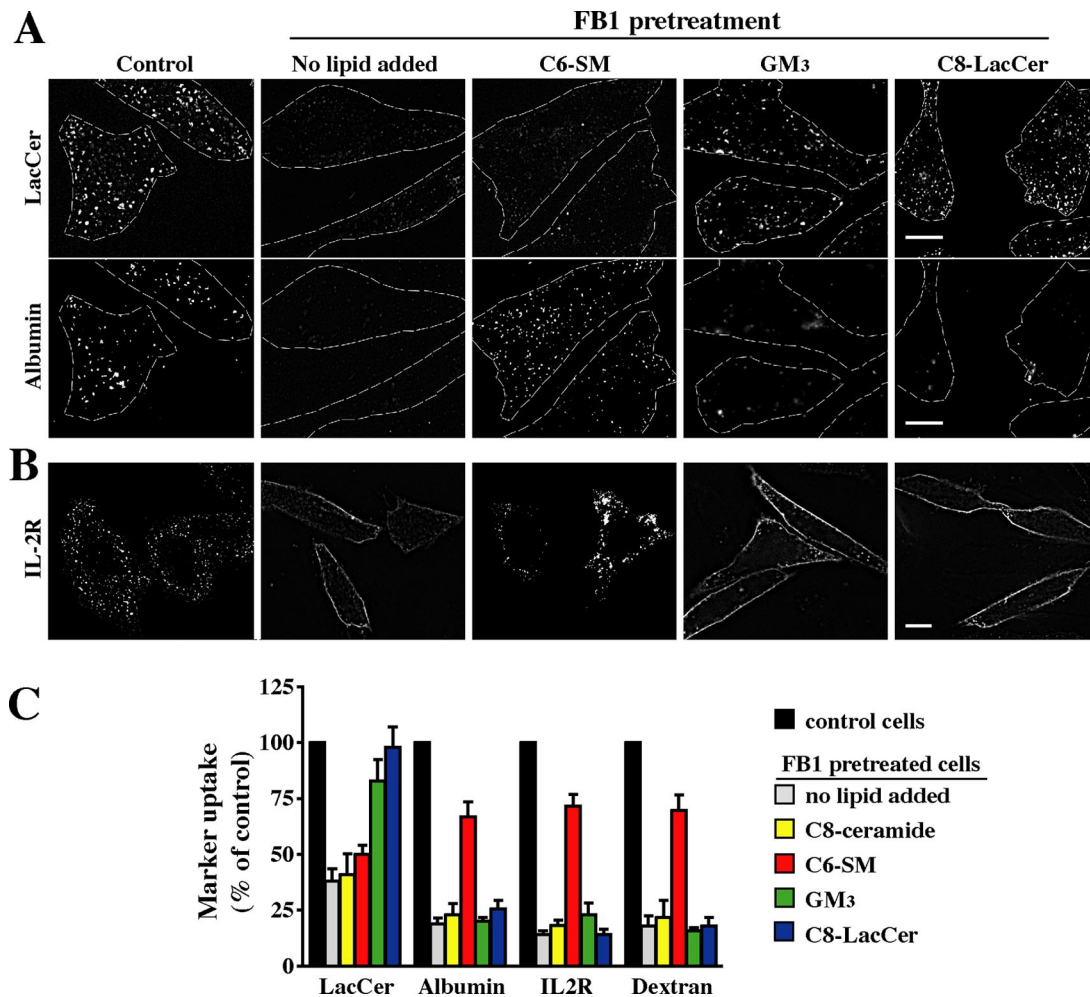 A
FB1 pretreatment
Control No lipid added C6-SM GM3 C8-LacCer
LacCer
Albumin
B
IL-2R
C
Marker uptake
(% of control)
125
100
75
50
25
0
LacCer Albumin IL2R Dextran
control cells
FB1 pretreated cells
no lipid added
C8-ceramide
C6-SM
GM3
C8-LacCer